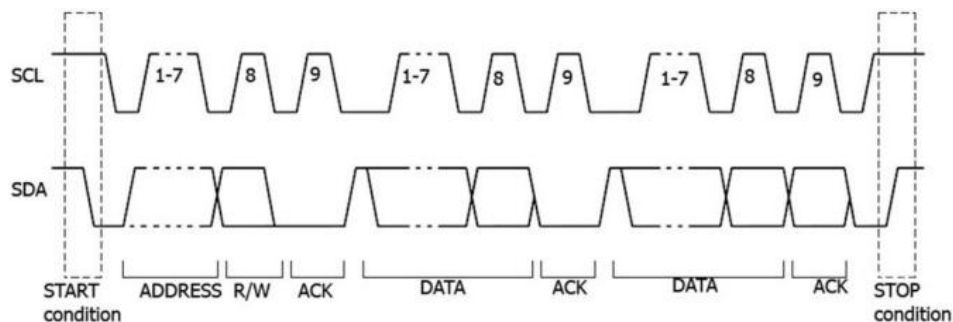 SCL
1-7
8
9
1-7
8
9
1-7
8
9
SDA
START
condition
ADDRESS
R/W
ACK
DATA
ACK
DATA
ACK
STOP
condition